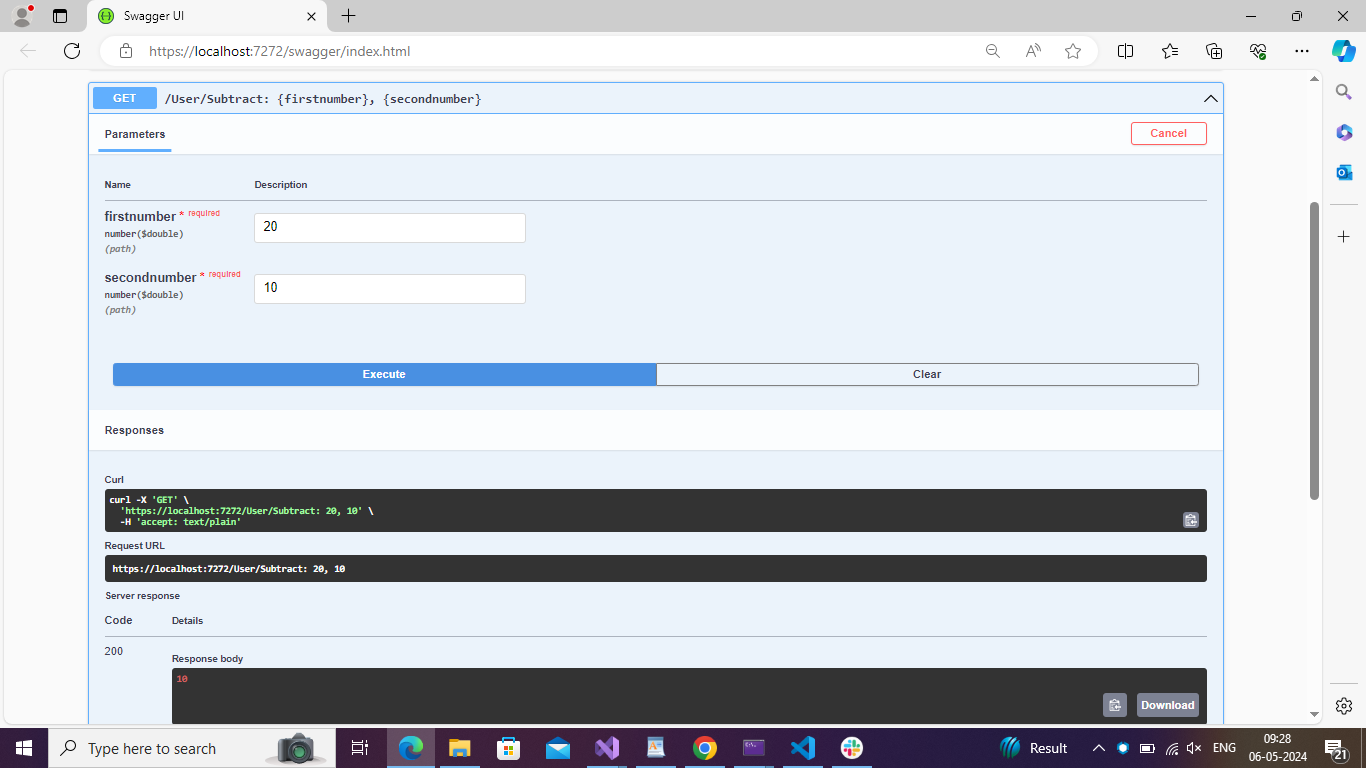 Swagger UI
https://localhost:7272/swagger/index.html
GET /User/Subtract: {firstnumber}, {secondnumber}
Parameters
Cancel
Name Description
firstnumber * required
20
number($double)
(path)
secondnumber * required
10
number($double)
(path)
Execute Clear
Responses
Curl
curl -X 'GET' \
'https://localhost:7272/User/Subtract: 20, 10' \
-H 'accept: text/plain'
Request URL
https://localhost:7272/User/Subtract: 20, 10
Server response
Code Details
200
Response body
10
Download
Type here to search
Result
ENG
09:28
06-05-2024
21